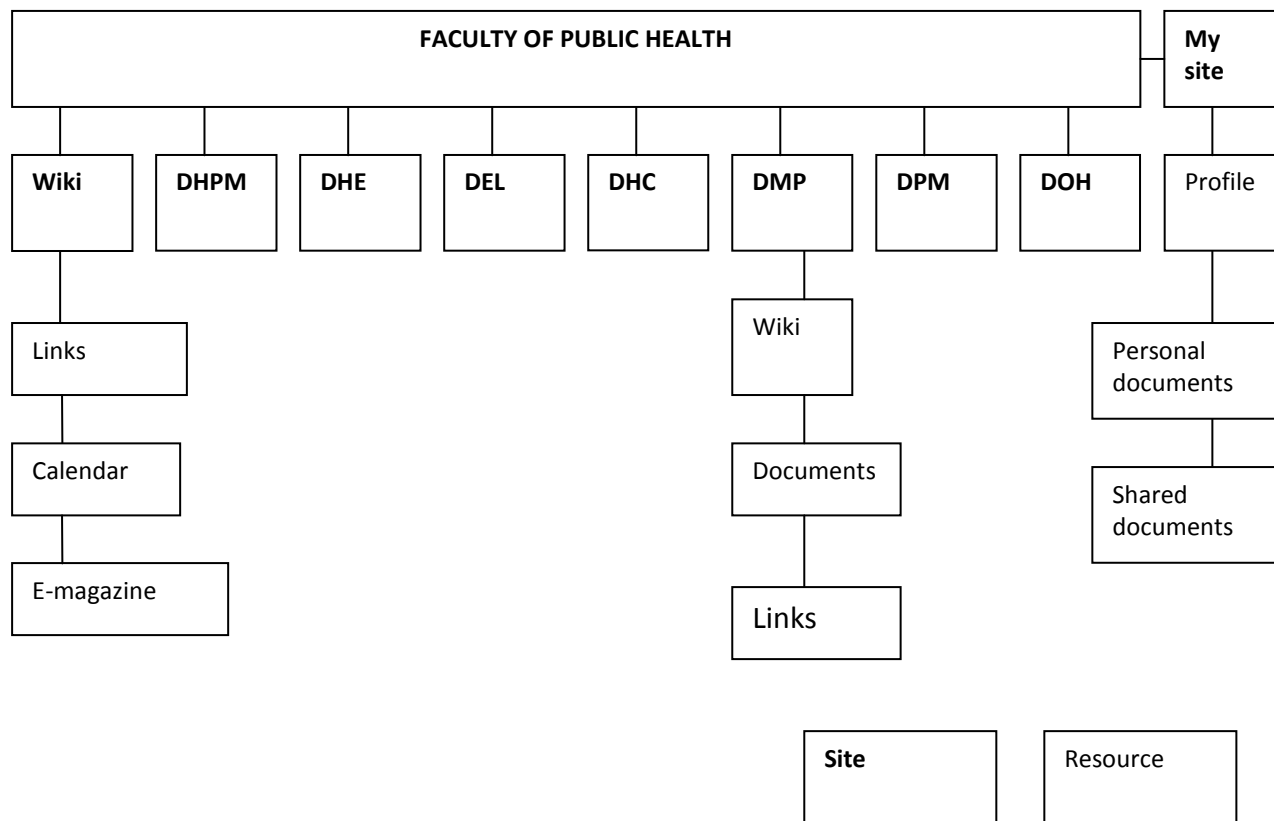 FACULTY OF PUBLIC HEALTH
My
site
Wiki
DHPM
DHE
DEL
DHC
DMP
DPM
DOH
Profile
Links
Calendar
E-magazine
Wiki
Documents
Links
Personal
documents
Shared
documents
Site
Resource